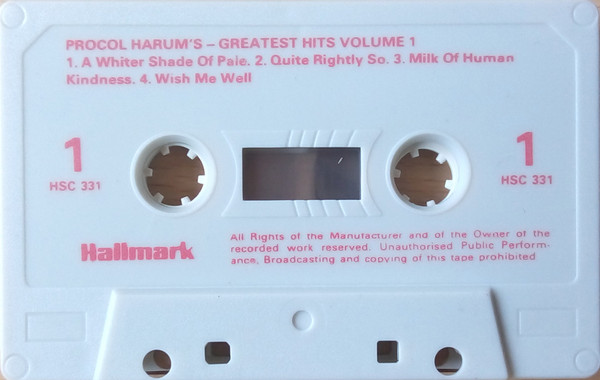 PROCOL HARUM'S – GREATEST HITS VOLUME 1
1. A Whiter Shade Of Pale. 2. Quite Rightly So. 3. Milk Of Human
Kindness. 4. Wish Me Well
1
HSC 331
1
HSC 331
Hallmark
All Rights of the Manufacturer and of the Owner of the
recorded work reserved. Unauthorised Public Perform-
ance, Broadcasting and copying of this tape prohibited